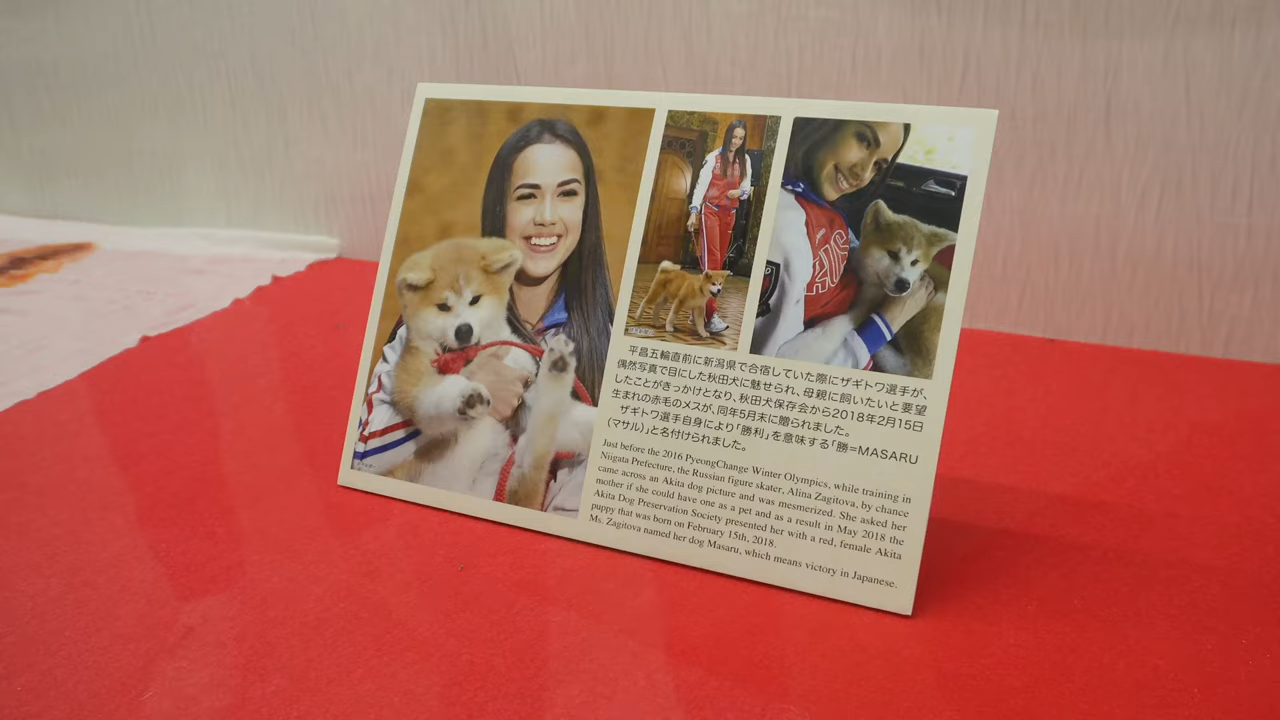 RUS
平昌五輪直前に新潟県で合宿していた際にザギトワ選手が、
偶然写真で目にした秋田犬に魅せられ、母親に飼いたいと要望
したことがきっかけとなり、秋田犬保存会から2018年2月15日
生まれの赤毛のメスが、同年5月末に贈られました。
ザギトワ選手自身により「勝利」を意味する「勝=MASARU
（マサル）」と名付けられました。
Just before the 2016 PyeongChange Winter Olympics, while training in
Niigata Prefecture, the Russian figure skater, Alina Zagitova, by chance
came across an Akita dog picture and was mesmerized. She asked her
mother if she could have one as a pet and as a result in May 2018 the
Akita Dog Preservation Society presented her with a red, female Akita
puppy that was born on February 15th, 2018.
Ms. Zagitova named her dog Masaru, which means victory in Japanese.